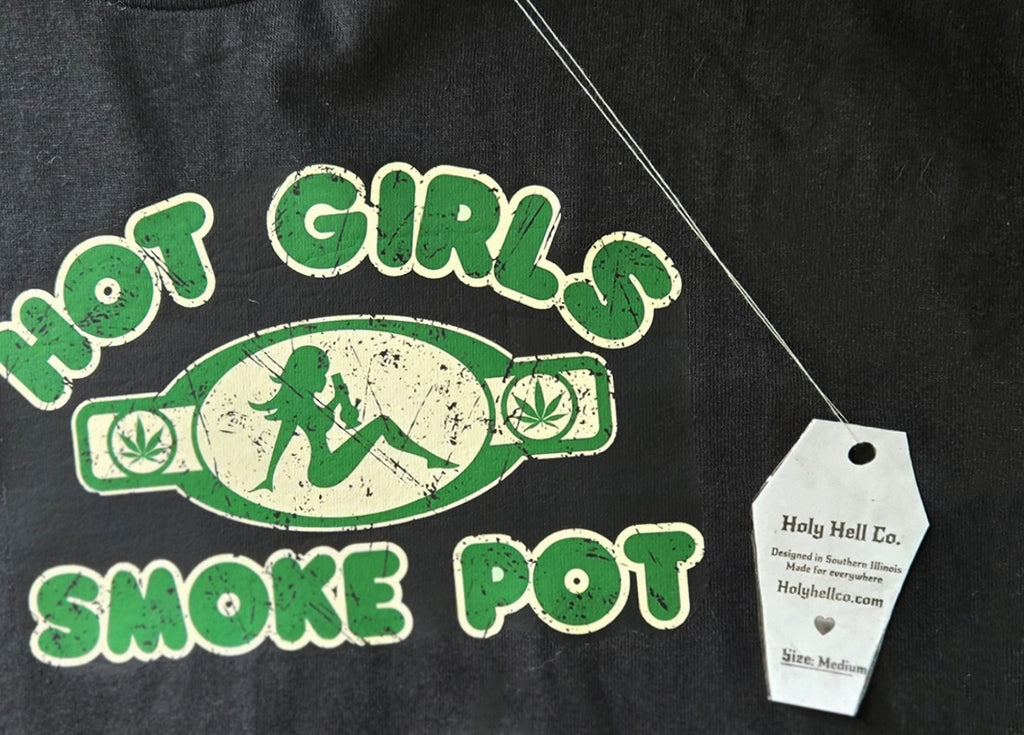 HOT GIRLS
SMOKE POT
Holy Hell Co.
Designed in Southern Illinois
Made for everywhere
Holyhellco.com
Size: Medium